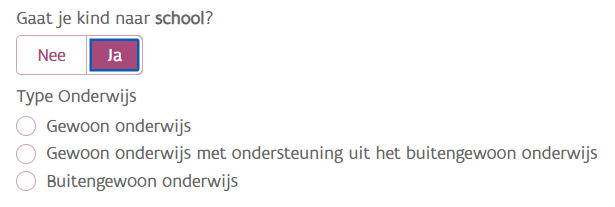 Gaat je kind naar school?
Nee Ja
Type Onderwijs
Gewoon onderwijs
Gewoon onderwijs met ondersteuning uit het buitengewoon onderwijs
Buitengewoon onderwijs